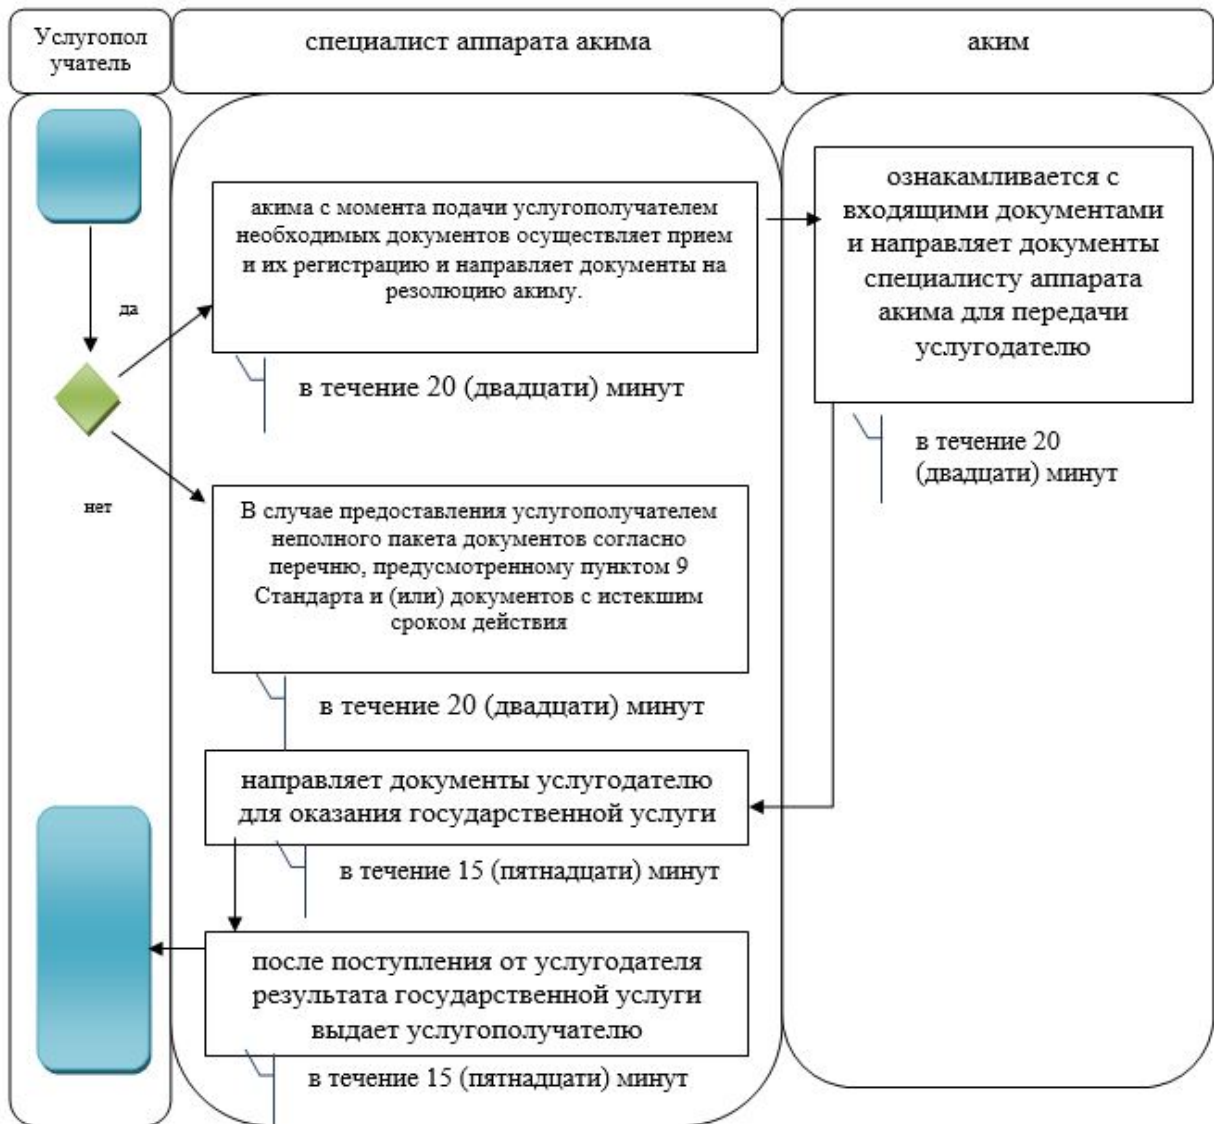 Услугопол
учатель
специалист аппарата акима
аким
акима с момента подачи услугополучателем
необходимых документов осуществляет прием
и их регистрацию и направляет документы на
резолюцию акиму.
ознакамливается с
входящими документами
и направляет документы
специалисту аппарата
акима для передачи
услугодателю
да
в течение 20 (двадцати) минут
в течение 20
(двадцати) минут
нет
В случае предоставления услугополучателем
неполного пакета документов согласно
перечню, предусмотренному пунктом 9
Стандарта и (или) документов с истекшим
сроком действия
в течение 20 (двадцати) минут
направляет документы услугодателю
для оказания государственной услуги
в течение 15 (пятнадцати) минут
после поступления от услугодателя
результата государственной услуги
выдает услугополучателю
в течение 15 (пятнадцати) минут